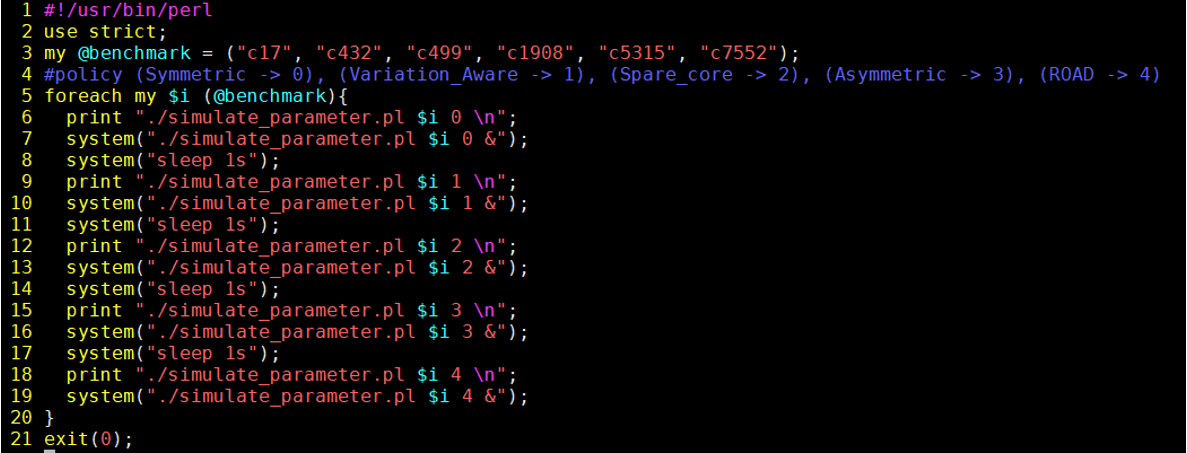 1 #!/usr/bin/perl
2 use strict;
3 my @benchmark = ("c17", "c432", "c499", "c1908", "c5315", "c7552");
4 #policy (Symmetric -> 0), (Variation_Aware -> 1), (Spare_core -> 2), (Asymmetric -> 3), (ROAD -> 4)
5 foreach my $i (@benchmark){
6   print "./simulate_parameter.pl $i 0 \n";
7   system("./simulate_parameter.pl $i 0 &");
8   system("sleep 1s");
9   print "./simulate_parameter.pl $i 1 \n";
10   system("./simulate_parameter.pl $i 1 &");
11   system("sleep 1s");
12   print "./simulate_parameter.pl $i 2 \n";
13   system("./simulate_parameter.pl $i 2 &");
14   system("sleep 1s");
15   print "./simulate_parameter.pl $i 3 \n";
16   system("./simulate_parameter.pl $i 3 &");
17   system("sleep 1s");
18   print "./simulate_parameter.pl $i 4 \n";
19   system("./simulate_parameter.pl $i 4 &");
20 }
21 exit(0);